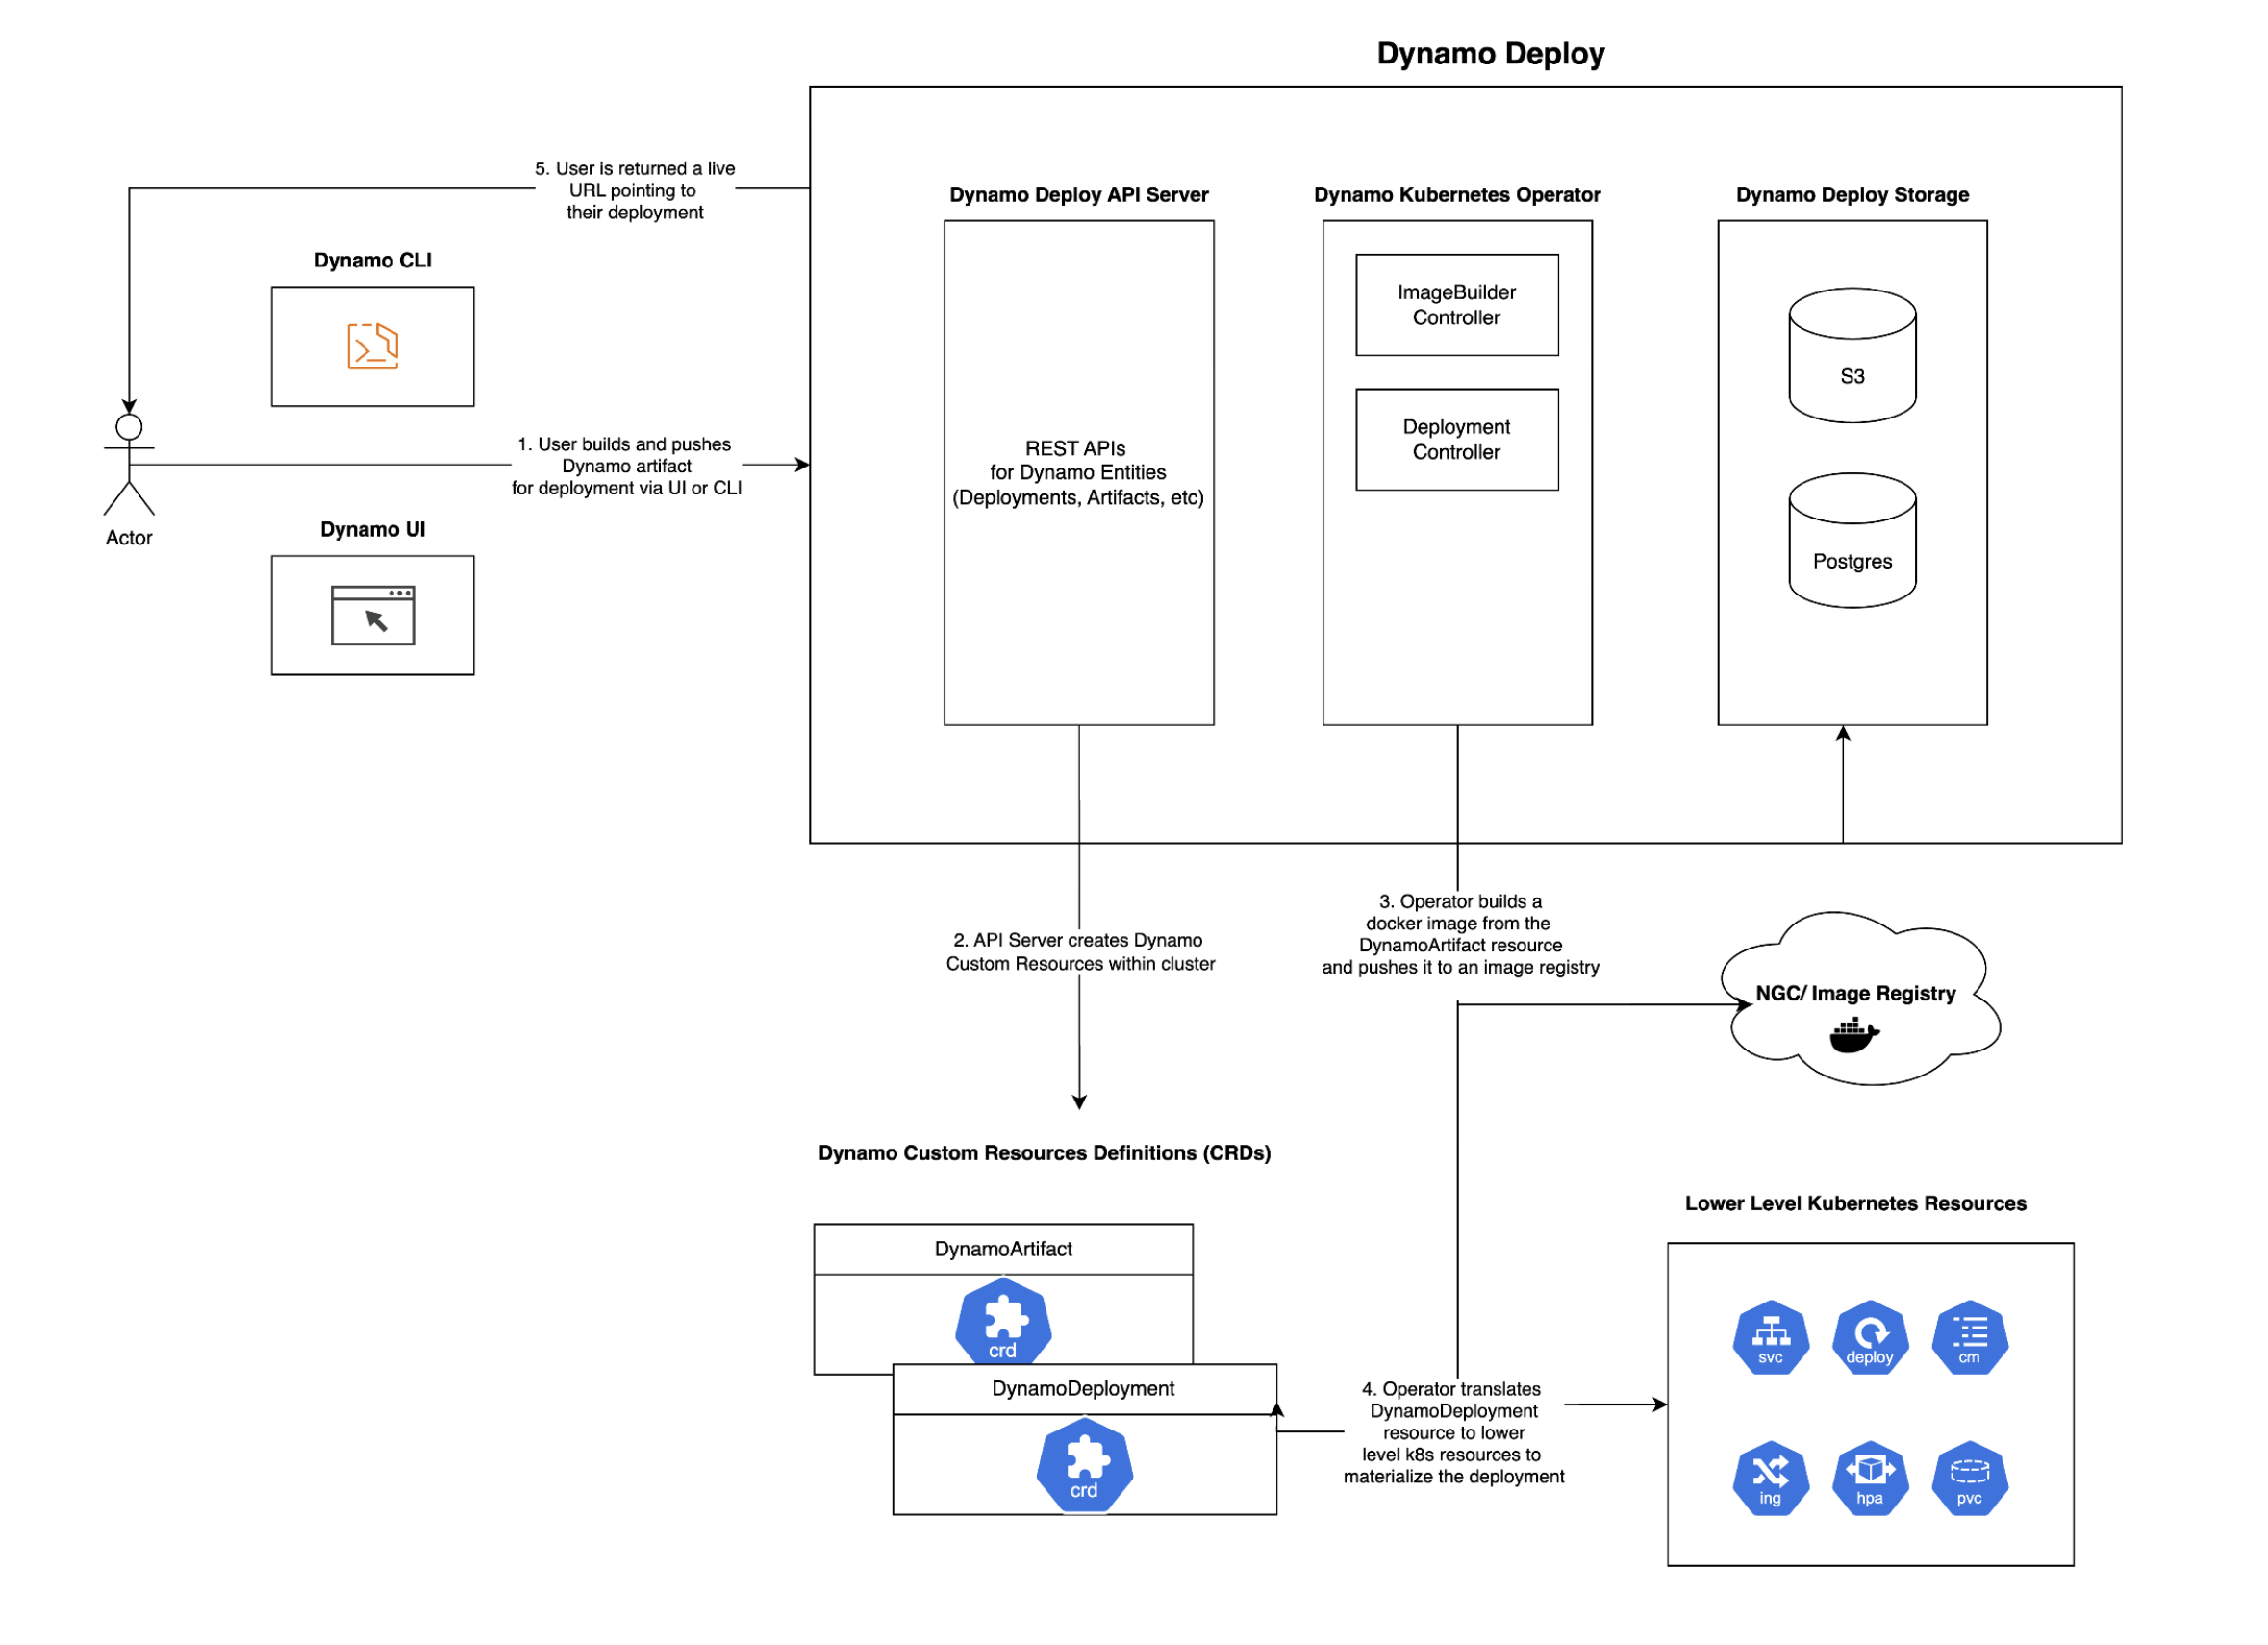 Dynamo Deploy
5. User is returned a live
URL pointing to
their deployment
Dynamo CLI
1. User builds and pushes
Dynamo artifact
for deployment via UI or CLI
Actor
Dynamo UI
Dynamo Deploy API Server
REST APIs
for Dynamo Entities
(Deployments, Artifacts, etc)
Dynamo Kubernetes Operator
ImageBuilder
Controller
Deployment
Controller
Dynamo Deploy Storage
S3
Postgres
2. API Server creates Dynamo
Custom Resources within cluster
3. Operator builds a
docker image from the
DynamoArtifact resource
and pushes it to an image registry
NGC/ Image Registry
Dynamo Custom Resources Definitions (CRDs)
DynamoArtifact
crd
DynamoDeployment
crd
4. Operator translates
DynamoDeployment
resource to lower
level k8s resources to
materialize the deployment
Lower Level Kubernetes Resources
svc
deploy
cm
ing
hpa
pvc